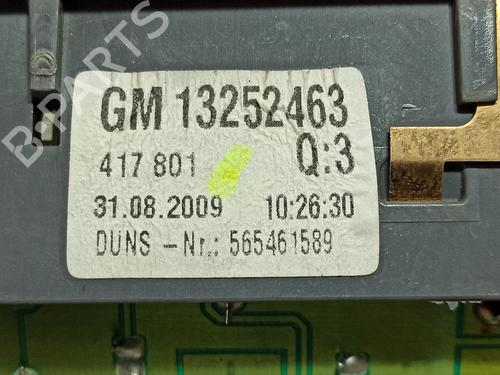 B-PARTS
GM 13252463
417 801 Q:3
31.08.2009 10:26:30
DUNS -Nr.: 565461589